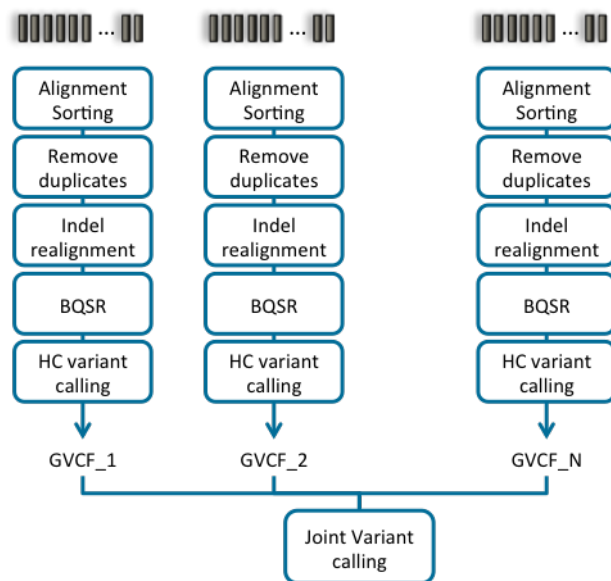 ... ... ...
Alignment Alignment Alignment
Sorting Sorting Sorting
Remove Remove Remove
duplicates duplicates duplicates
Indel Indel Indel
realignment realignment realignment
BQSR BQSR BQSR
HC variant HC variant HC variant
calling calling calling
GVCF_1 GVCF_2 GVCF_N
Joint Variant
calling